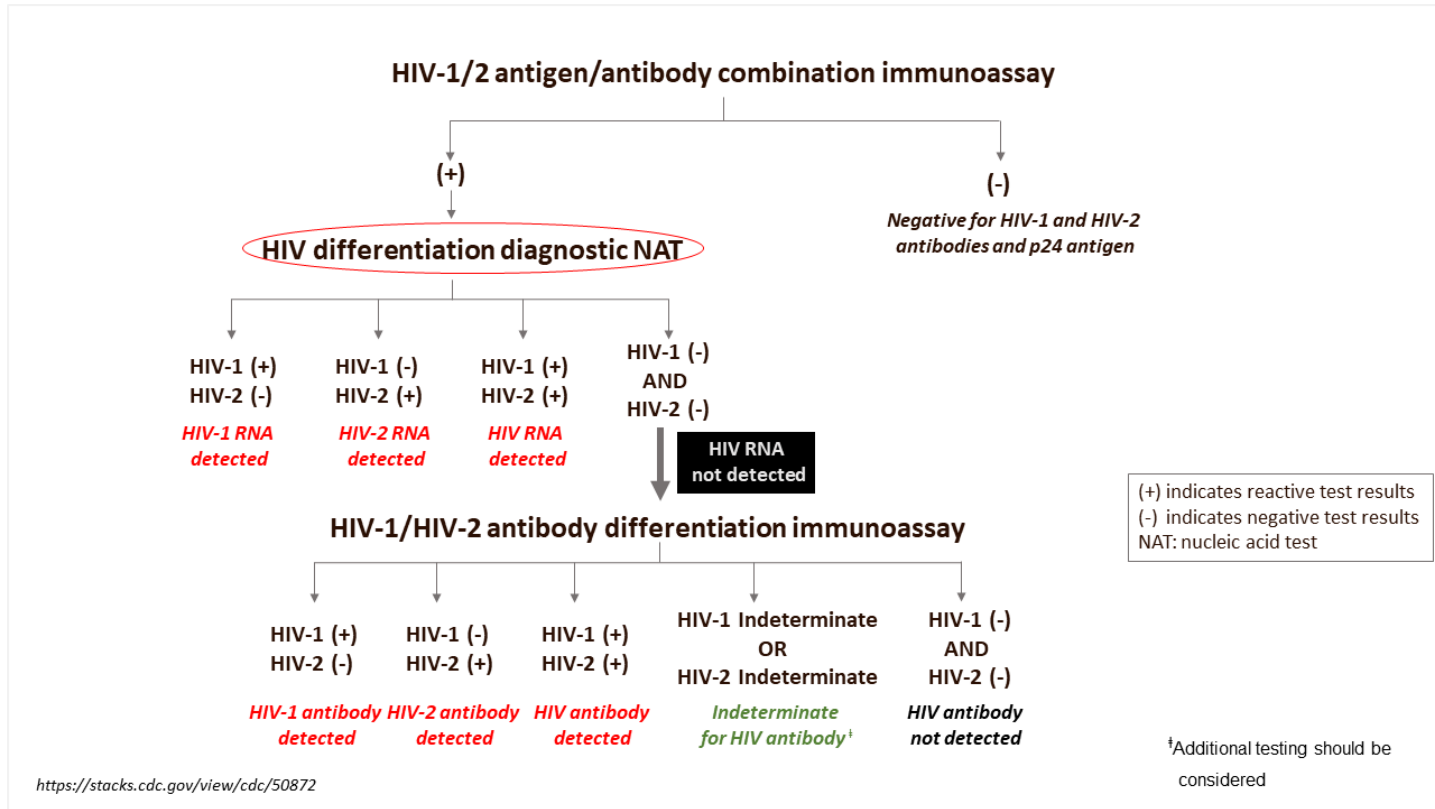 HIV-1/2 antigen/antibody combination immunoassay
(+)
(-)
Negative for HIV-1 and HIV-2
antibodies and p24 antigen
HIV differentiation diagnostic NAT
HIV-1 (+)
HIV-2 (-)
HIV-1 RNA
detected
HIV-1 (-)
HIV-2 (+)
HIV-2 RNA
detected
HIV-1 (+)
HIV-2 (+)
HIV RNA
detected
HIV-1 (-)
AND
HIV-2 (-)
HIV RNA
not detected
(+) indicates reactive test results
(-) indicates negative test results
NAT: nucleic acid test
HIV-1/HIV-2 antibody differentiation immunoassay
HIV-1 (+)
HIV-2 (-)
HIV-1 antibody
detected
HIV-1 (-)
HIV-2 (+)
HIV-2 antibody
detected
HIV-1 (+)
HIV-2 (+)
HIV antibody
detected
HIV-1 Indeterminate
OR
HIV-2 Indeterminate
Indeterminate
for HIV antibody ǂ
HIV-1 (-)
AND
HIV-2 (-)
HIV antibody
not detected
ǂAdditional testing should be
considered
https://stacks.cdc.gov/view/cdc/50872